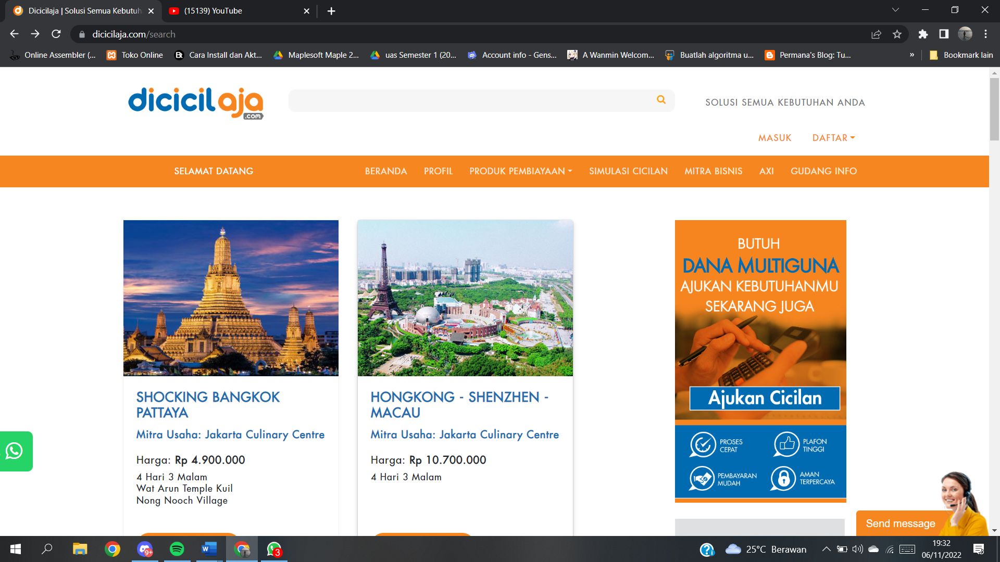 Dicicilaja | Solusi Semua Kebutuh
(15139) YouTube
dicicilaja.com/search
Online Assembler (...
Toko Online
Cara Install dan Akt...
Maplesoft Maple 2...
uas Semester 1 (20...
Account info - Gens...
A Wanmin Welcom...
Buatlah algoritma u...
Permana's Blog: Tu...
»
Bookmark lain
dicicilaja
.com
SOLUSI SEMUA KEBUTUHAN ANDA
MASUK
DAFTAR
SELAMAT DATANG
BERANDA
PROFIL
PRODUK PEMBIAYAAN
SIMULASI CICILAN
MITRA BISNIS
AXI
GUDANG INFO
SHOCKING BANGKOK
PATTAYA
Mitra Usaha: Jakarta Culinary Centre
Harga: Rp 4.900.000
4 Hari 3 Malam
Wat Arun Temple Kuil
Nong Nooch Village
HONGKONG - SHENZHEN -
MACAU
Mitra Usaha: Jakarta Culinary Centre
Harga: Rp 10.700.000
4 Hari 3 Malam
BUTUH
DANA MULTIGUNA
AJUKAN KEBUTUHANMU
SEKARANG JUGA
Ajukan Cicilan
PROSES
CEPAT
PLAFON
TINGGI
PEMBAYARAN
MUDAH
AMAN
TERPERCAYA
Send message
9+
3
25°C Berawan
19:32
06/11/2022